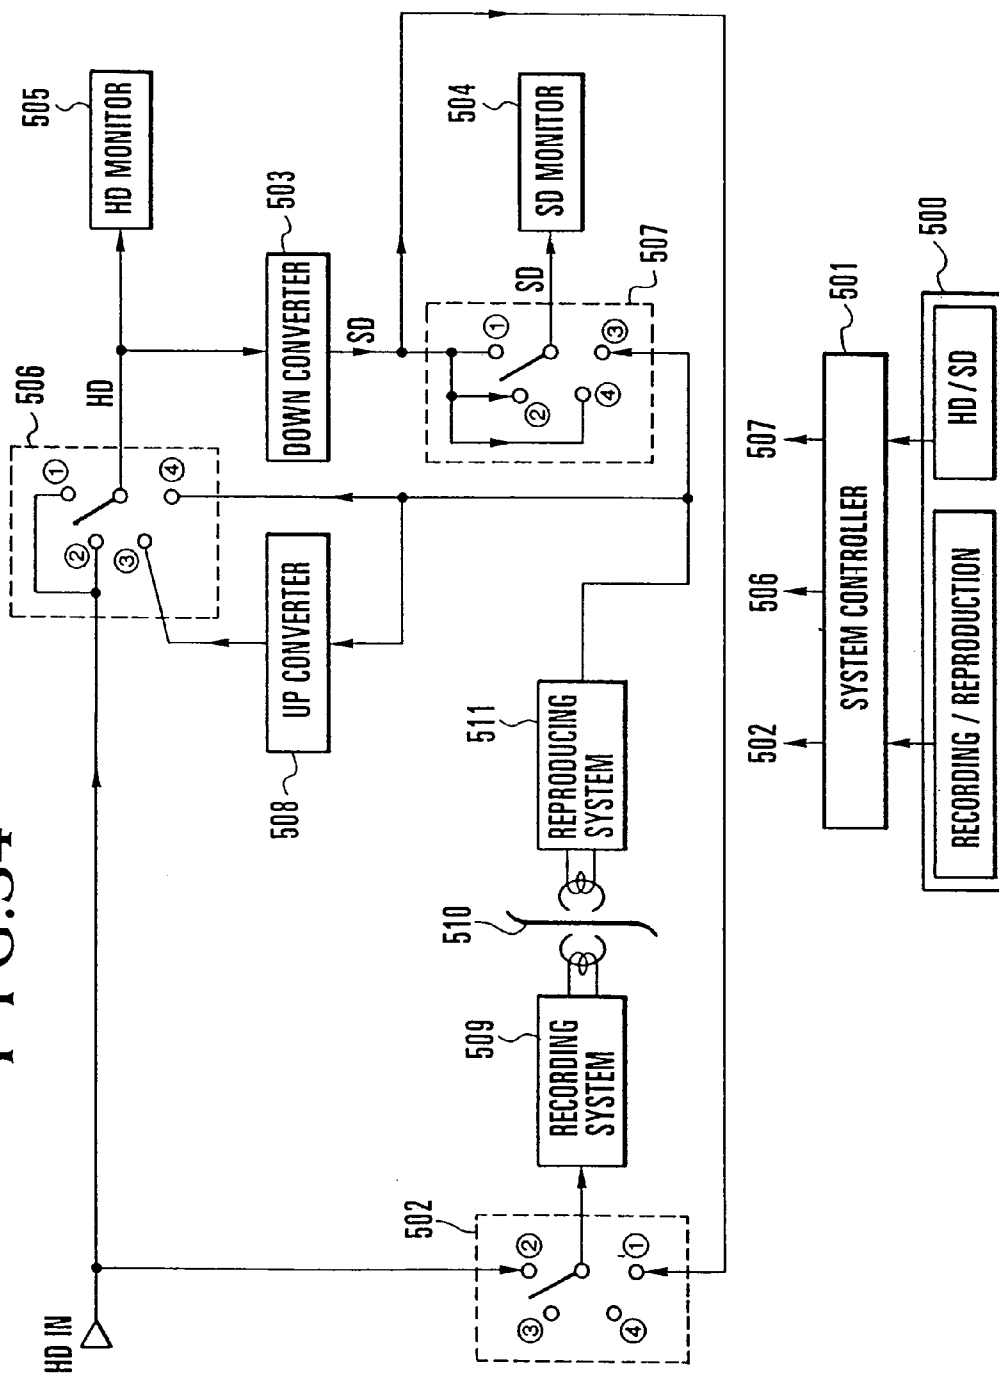 FIG.34
HD IN
506
HD
505
HD MONITOR
①
②
③
④
508
UP CONVERTER
503
DOWN CONVERTER
SD
502
②
③
①
④
509
RECORDING
SYSTEM
510
511
REPRODUCING
SYSTEM
①
②
④
③
507
SD
504
SD MONITOR
502
506
507
501
SYSTEM CONTROLLER
500
RECORDING / REPRODUCTION
HD / SD